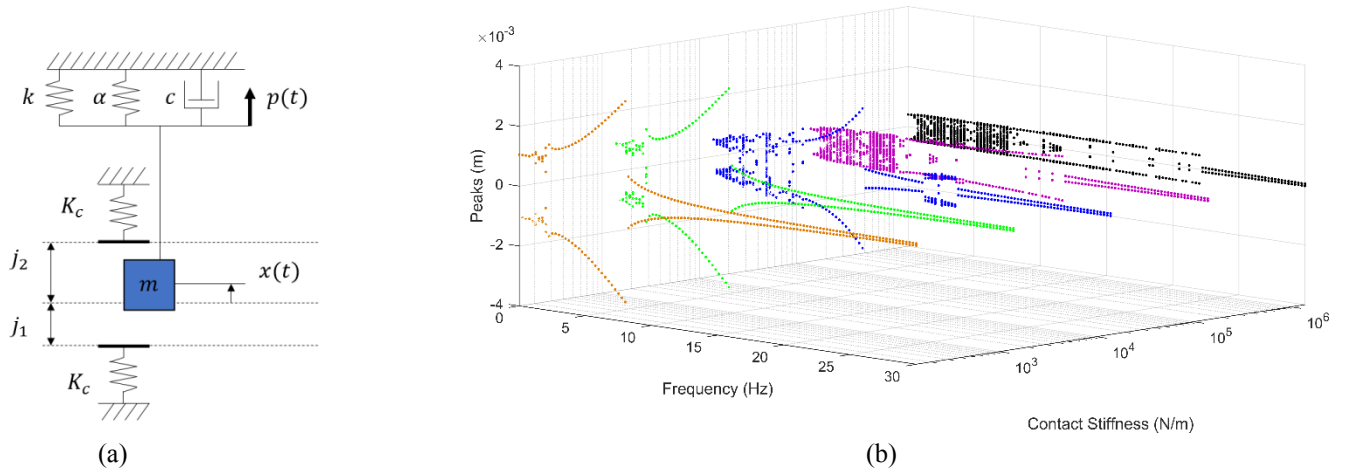 k
α
c
p(t)
K_c
j_2
m
x(t)
j_1
K_c
(a)
×10^-3
4
2
0
-2
-4
Peaks (m)
0
5
10
15
20
25
30
Frequency (Hz)
10^3
10^4
10^5
10^6
Contact Stiffness (N/m)
(b)